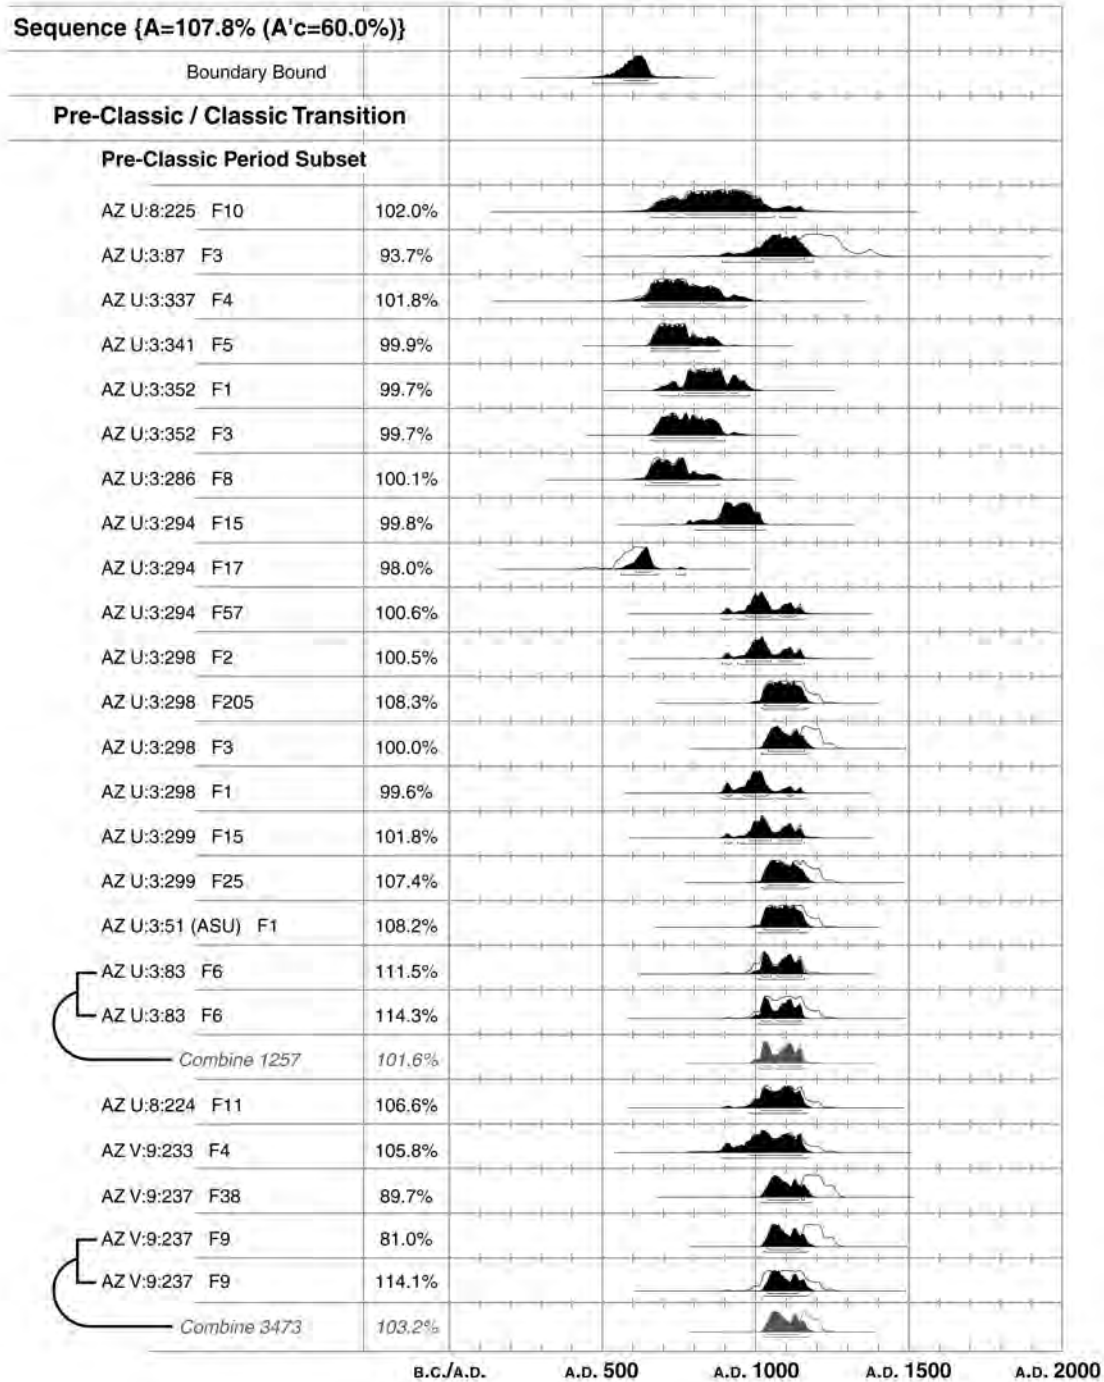 Sequence {A=107.8% (A'c=60.0%)}
Boundary Bound
Pre-Classic / Classic Transition
Pre-Classic Period Subset
AZ U:8:225 F10 102.0%
AZ U:3:87 F3 93.7%
AZ U:3:337 F4 101.8%
AZ U:3:341 F5 99.9%
AZ U:3:352 F1 99.7%
AZ U:3:352 F3 99.7%
AZ U:3:286 F8 100.1%
AZ U:3:294 F15 99.8%
AZ U:3:294 F17 98.0%
AZ U:3:294 F57 100.6%
AZ U:3:298 F2 100.5%
AZ U:3:298 F205 108.3%
AZ U:3:298 F3 100.0%
AZ U:3:298 F1 99.6%
AZ U:3:299 F15 101.8%
AZ U:3:299 F25 107.4%
AZ U:3:51 (ASU) F1 108.2%
AZ U:3:83 F6 111.5%
AZ U:3:83 F6 114.3%
Combine 1257 101.6%
AZ U:8:224 F11 106.6%
AZ V:9:233 F4 105.8%
AZ V:9:237 F38 89.7%
AZ V:9:237 F9 81.0%
AZ V:9:237 F9 114.1%
Combine 3473 103.2%
B.C./A.D. A.D. 500 A.D. 1000 A.D. 1500 A.D. 2000